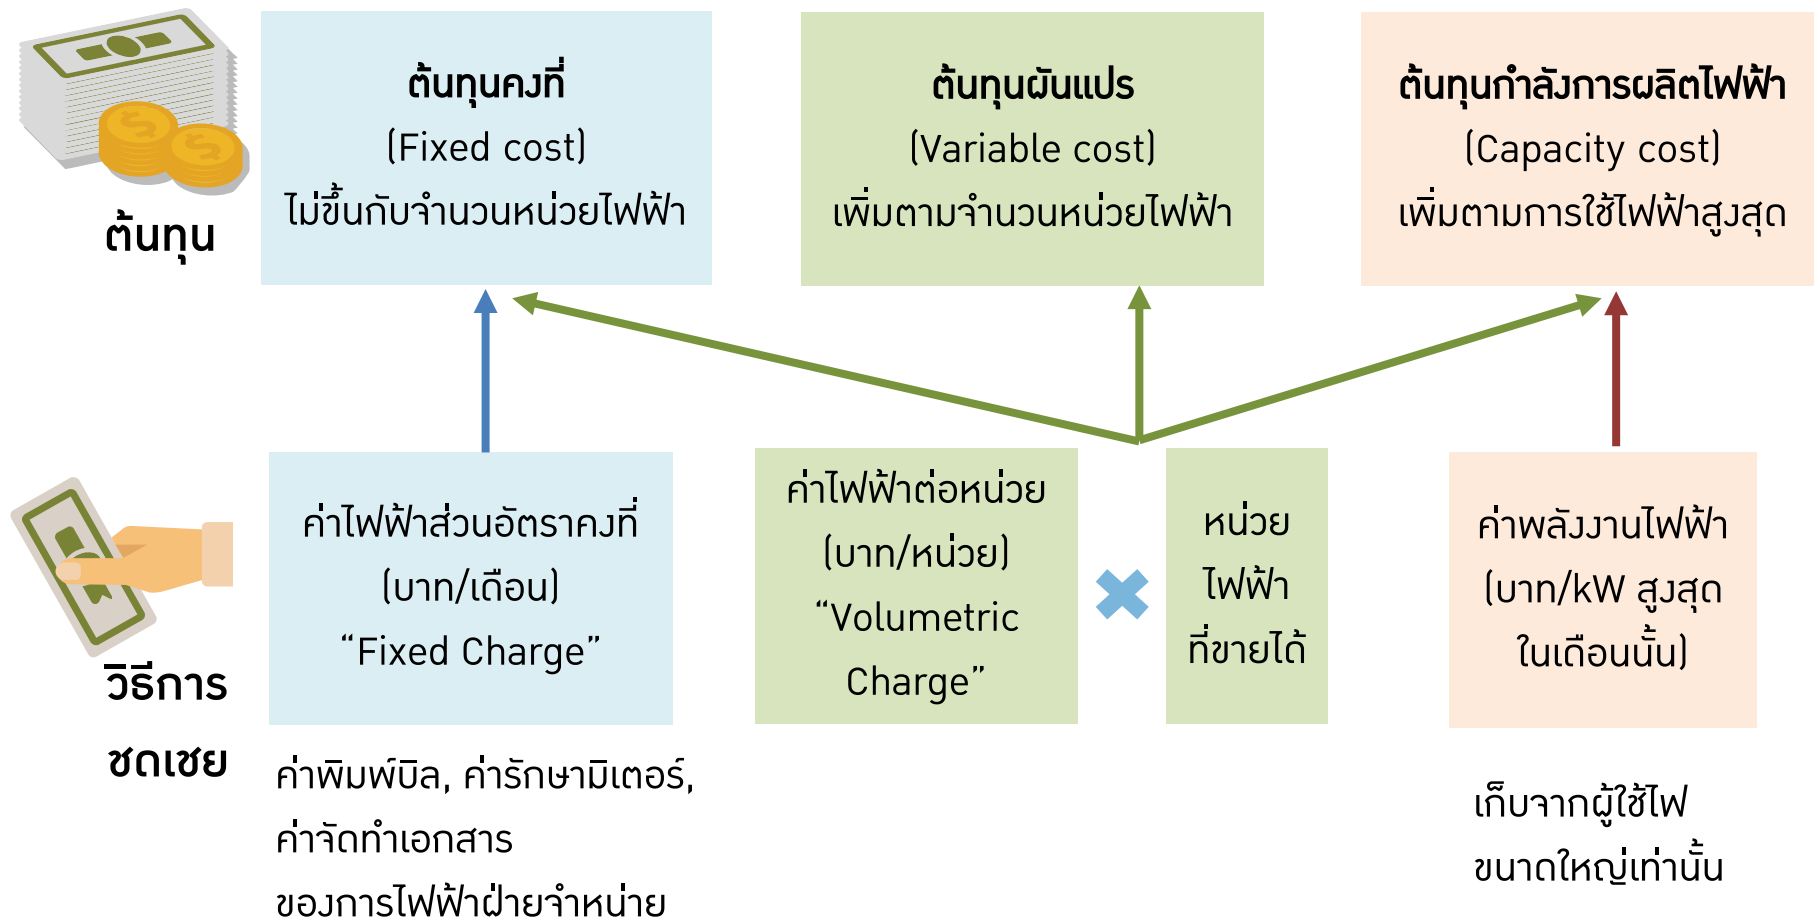 ต้นทุน
ต้นทุนคงที่
(Fixed cost)
ไม่ขึ้นกับจำนวนหน่วยไฟฟ้า
ต้นทุนผันแปร
(Variable cost)
เพิ่มตามจำนวนหน่วยไฟฟ้า
ต้นทุนกำลังการผลิตไฟฟ้า
(Capacity cost)
เพิ่มตามการใช้ไฟฟ้าสูงสุด
วิธีการ
ชดเชย
ค่าไฟฟ้าส่วนอัตราคงที่
(บาท/เดือน)
“Fixed Charge”
ค่าพิมพ์บิล, ค่ารักษามิเตอร์,
ค่าจัดทำเอกสาร
ของการไฟฟ้าฝ่ายจำหน่าย
ค่าไฟฟ้าต่อหน่วย
(บาท/หน่วย)
“Volumetric
Charge”
หน่วย
ไฟฟ้า
ที่ขายได้
ค่าพลังงานไฟฟ้า
(บาท/kW สูงสุด
ในเดือนนั้น)
เก็บจากผู้ใช้ไฟ
ขนาดใหญ่เท่านั้น